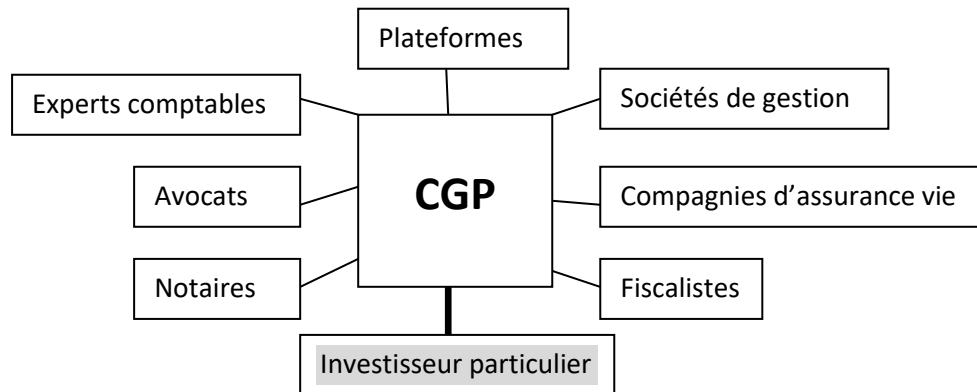 Plateformes
Experts comptables
Sociétés de gestion
Avocats
CGP
Compagnies d’assurance vie
Notaires
Fiscalistes
Investisseur particulier